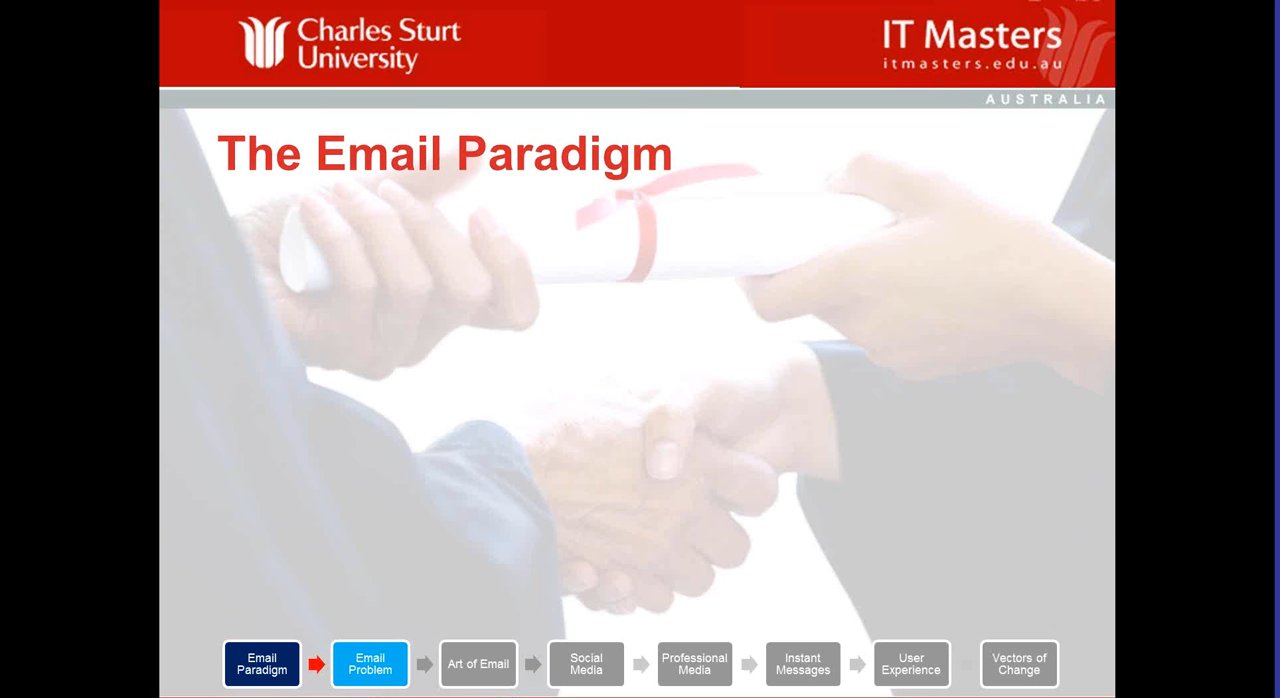 Charles Sturt
University
IT Masters
itmasters.edu.au
AUSTRALIA
The Email Paradigm
Email
Paradigm
Email
Problem
Art of Email
Social
Media
Professional
Media
Instant
Messages
User
Experience
Vectors of
Change